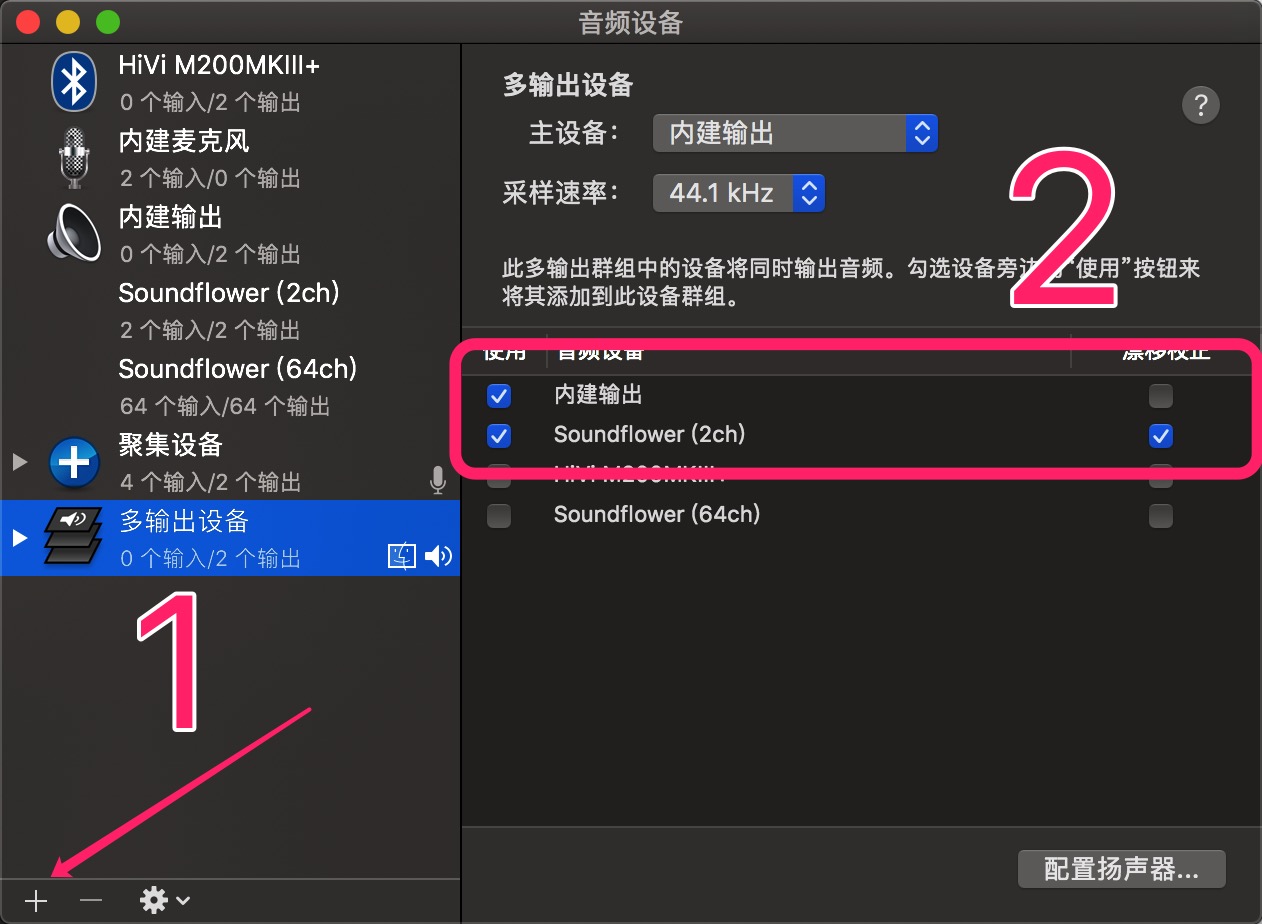 音频设备
HiVi M200MKIII+
0 个输入/2 个输出
内建麦克风
2 个输入/0 个输出
内建输出
0 个输入/2 个输出
Soundflower (2ch)
2 个输入/2 个输出
Soundflower (64ch)
64 个输入/64 个输出
聚集设备
4 个输入/2 个输出
多输出设备
0 个输入/2 个输出
1
多输出设备
?
主设备：
内建输出
采样速率：
44.1 kHz
2
此多输出群组中的设备将同时输出音频。勾选设备旁边的“使用”按钮来
将其添加到此设备群组。
使用 音频设备 漂移校正
内建输出
Soundflower (2ch)
HiVi M200MKIII+
Soundflower (64ch)
配置扬声器...